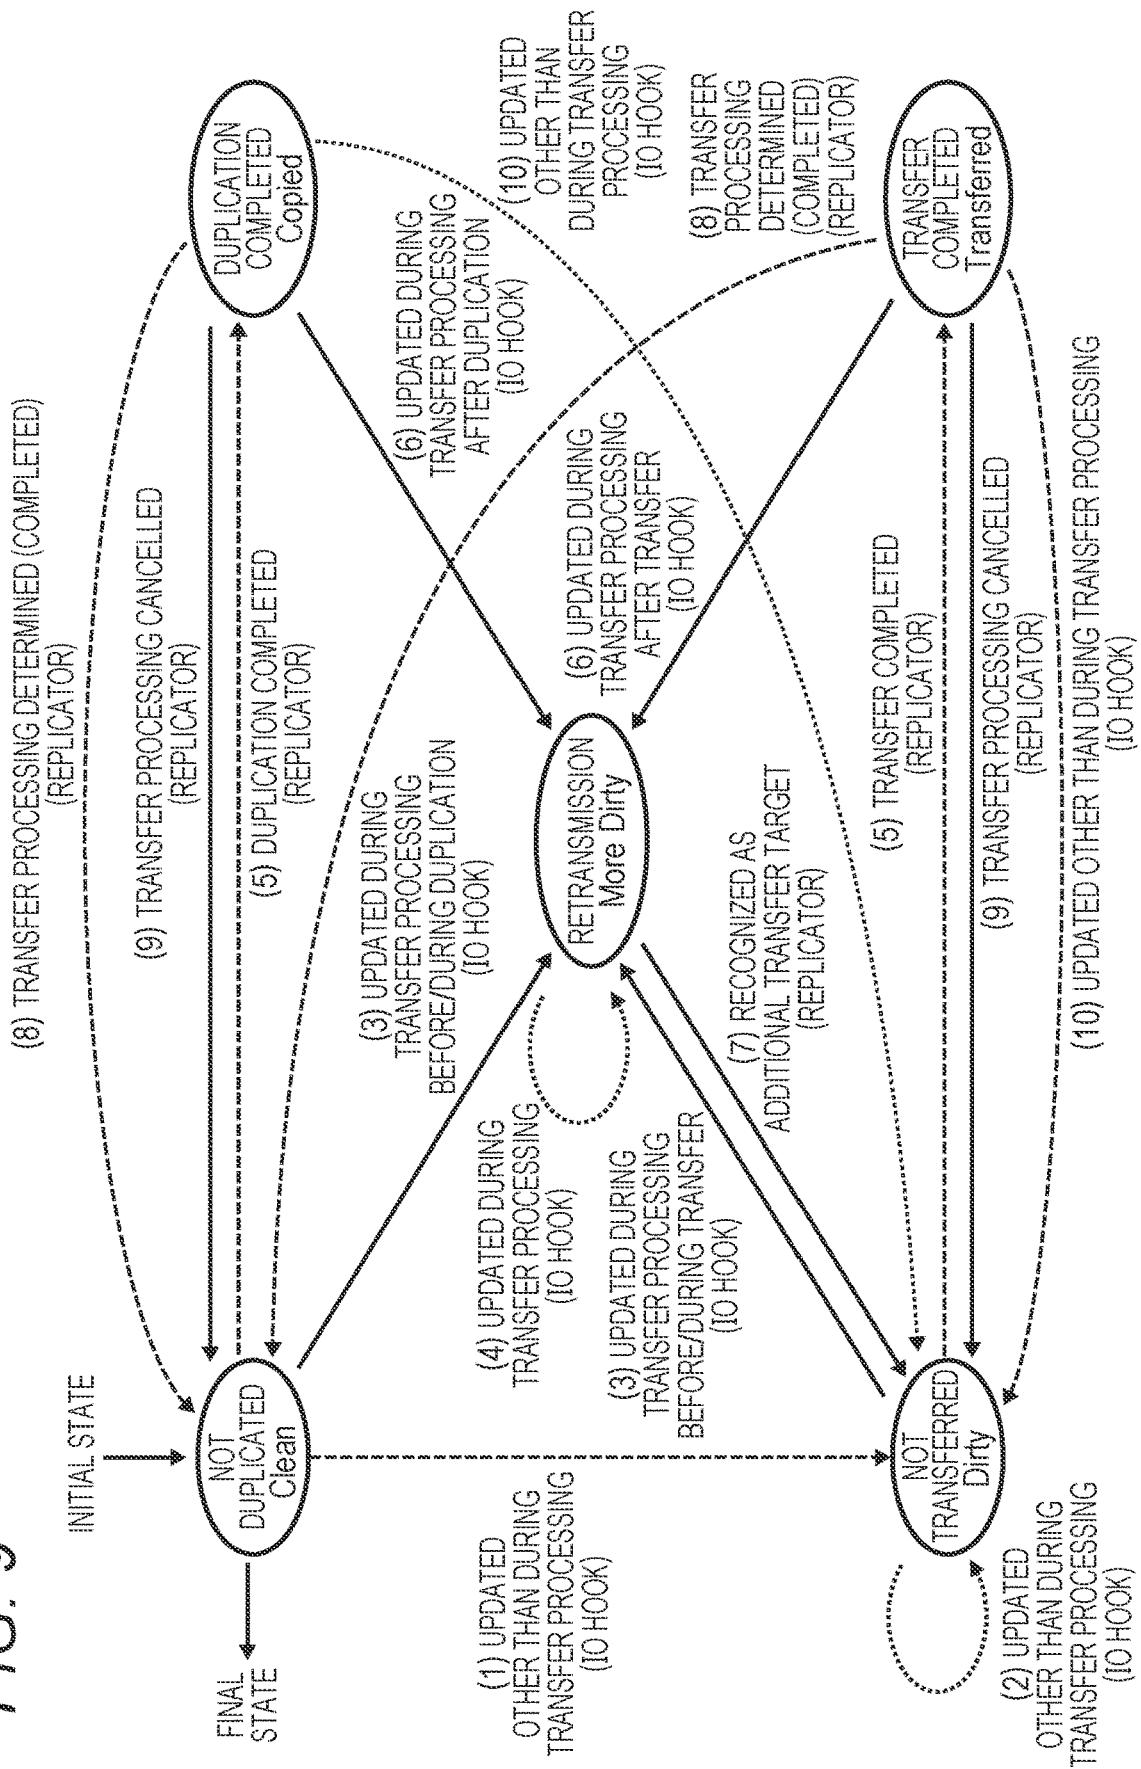 FIG. 9
INITIAL STATE
FINAL
STATE
NOT
DUPLICATED
Clean
(8) TRANSFER PROCESSING DETERMINED (COMPLETED)
(REPLICATOR)
(9) TRANSFER PROCESSING CANCELLED
(REPLICATOR)
(5) DUPLICATION COMPLETED
(REPLICATOR)
DUPLICATION
COMPLETED
Copied
(3) UPDATED DURING
TRANSFER PROCESSING
BEFORE/DURING DUPLICATION
(IO HOOK)
(6) UPDATED DURING
TRANSFER PROCESSING
AFTER DUPLICATION
(IO HOOK)
(10) UPDATED
OTHER THAN
DURING TRANSFER
PROCESSING
(IO HOOK)
(1) UPDATED
OTHER THAN DURING
TRANSFER PROCESSING
(IO HOOK)
(4) UPDATED DURING
TRANSFER PROCESSING
(IO HOOK)
RETRANSMISSION
More Dirty
(6) UPDATED DURING
TRANSFER PROCESSING
AFTER TRANSFER
(IO HOOK)
(8) TRANSFER
PROCESSING
DETERMINED
(COMPLETED)
(REPLICATOR)
(3) UPDATED DURING
TRANSFER PROCESSING
BEFORE/DURING TRANSFER
(IO HOOK)
(7) RECOGNIZED AS
ADDITIONAL TRANSFER TARGET
(REPLICATOR)
NOT
TRANSFERRED
Dirty
(5) TRANSFER COMPLETED
(REPLICATOR)
(9) TRANSFER PROCESSING CANCELLED
(REPLICATOR)
TRANSFER
COMPLETED
Transferred
(2) UPDATED
OTHER THAN DURING
TRANSFER PROCESSING
(IO HOOK)
(10) UPDATED OTHER THAN DURING TRANSFER PROCESSING
(IO HOOK)